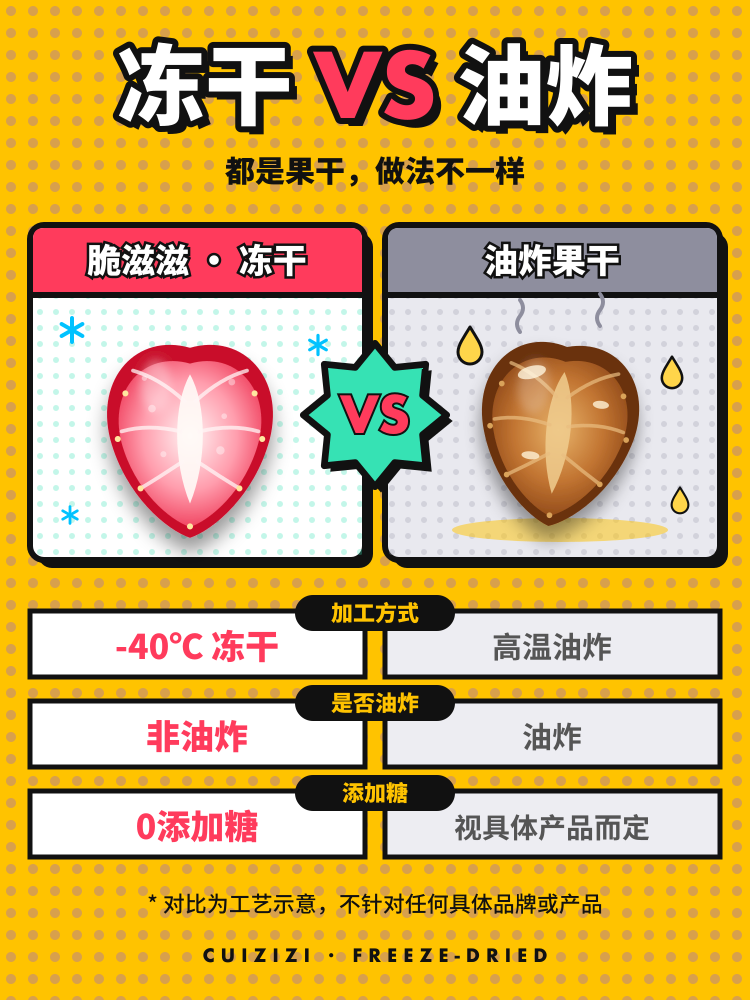 冻干 VS 油炸
都是果干，做法不一样
脆滋滋 · 冻干
油炸果干
VS
加工方式
-40℃ 冻干
高温油炸
是否油炸
非油炸
油炸
添加糖
0添加糖
视具体产品而定
* 对比为工艺示意，不针对任何具体品牌或产品
CUIZIZI · FREEZE-DRIED